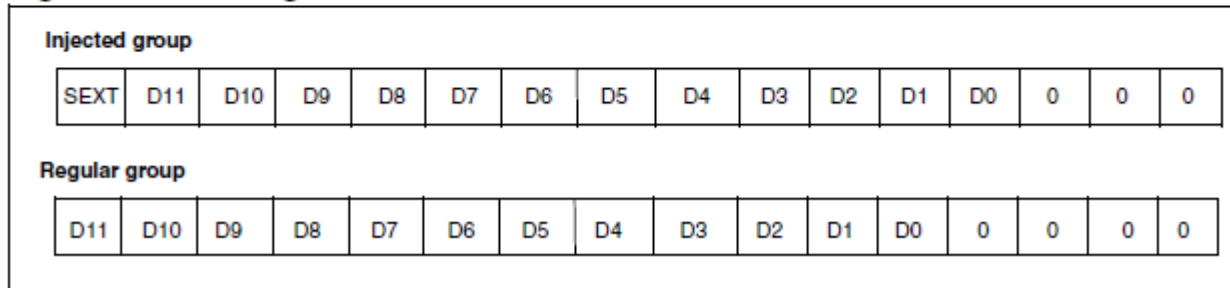 Injected group
SEXT D11 D10 D9 D8 D7 D6 D5 D4 D3 D2 D1 D0 0 0 0
Regular group
D11 D10 D9 D8 D7 D6 D5 D4 D3 D2 D1 D0 0 0 0 0